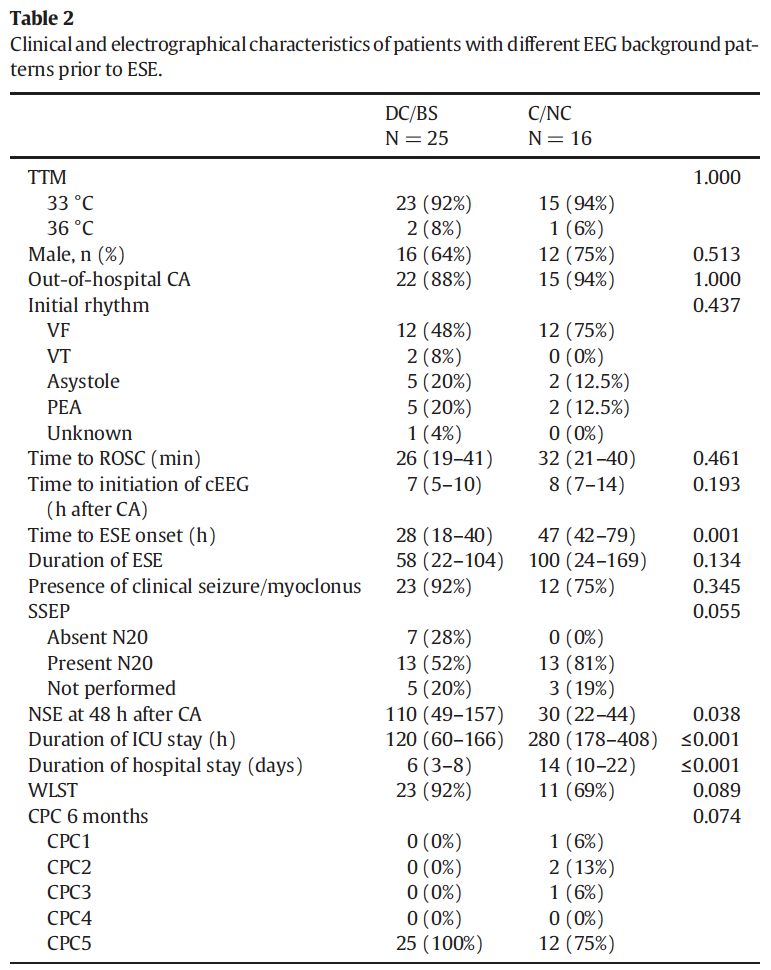 Table 2
Clinical and electrographical characteristics of patients with different EEG background pat-
terns prior to ESE.
DC/BS C/NC
N = 25 N = 16
TTM 1.000
33 °C 23 (92%) 15 (94%)
36 °C 2 (8%) 1 (6%)
Male, n (%) 16 (64%) 12 (75%) 0.513
Out-of-hospital CA 22 (88%) 15 (94%) 1.000
Initial rhythm 0.437
VF 12 (48%) 12 (75%)
VT 2 (8%) 0 (0%)
Asystole 5 (20%) 2 (12.5%)
PEA 5 (20%) 2 (12.5%)
Unknown 1 (4%) 0 (0%)
Time to ROSC (min) 26 (19–41) 32 (21–40) 0.461
Time to initiation of cEEG 7 (5–10) 8 (7–14) 0.193
(h after CA)
Time to ESE onset (h) 28 (18–40) 47 (42–79) 0.001
Duration of ESE 58 (22–104) 100 (24–169) 0.134
Presence of clinical seizure/myoclonus 23 (92%) 12 (75%) 0.345
SSEP 0.055
Absent N20 7 (28%) 0 (0%)
Present N20 13 (52%) 13 (81%)
Not performed 5 (20%) 3 (19%)
NSE at 48 h after CA 110 (49–157) 30 (22–44) 0.038
Duration of ICU stay (h) 120 (60–166) 280 (178–408) ≤0.001
Duration of hospital stay (days) 6 (3–8) 14 (10–22) ≤0.001
WLST 23 (92%) 11 (69%) 0.089
CPC 6 months 0.074
CPC1 0 (0%) 1 (6%)
CPC2 0 (0%) 2 (13%)
CPC3 0 (0%) 1 (6%)
CPC4 0 (0%) 0 (0%)
CPC5 25 (100%) 12 (75%)